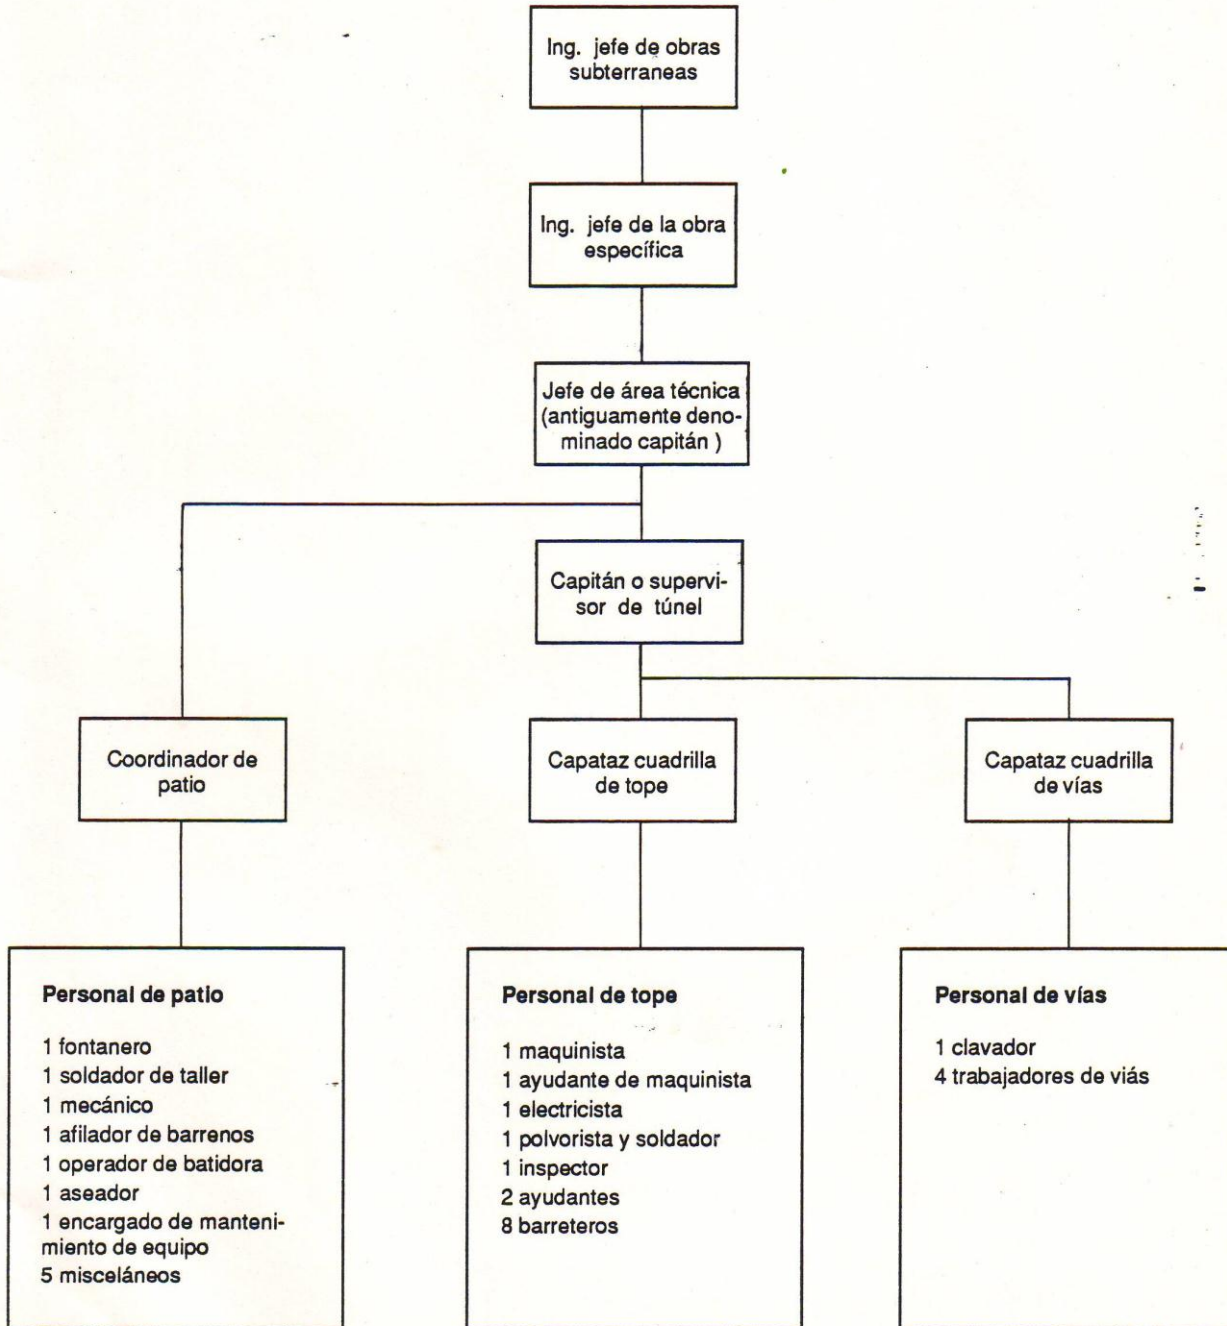 Ing. jefe de obras
subterraneas
Ing. jefe de la obra
específica
Jefe de área técnica
(antiguamente deno-
minado capitán )
Capitán o supervi-
sor de túnel
Coordinador de
patio
Capataz cuadrilla
de tope
Capataz cuadrilla
de vías
Personal de patio
1 fontanero
1 soldador de taller
1 mecánico
1 afilador de barrenos
1 operador de batidora
1 aseador
1 encargado de manteni-
miento de equipo
5 misceláneos
Personal de tope
1 maquinista
1 ayudante de maquinista
1 electricista
1 polvorista y soldador
1 inspector
2 ayudantes
8 barreteros
Personal de vías
1 clavador
4 trabajadores de viás